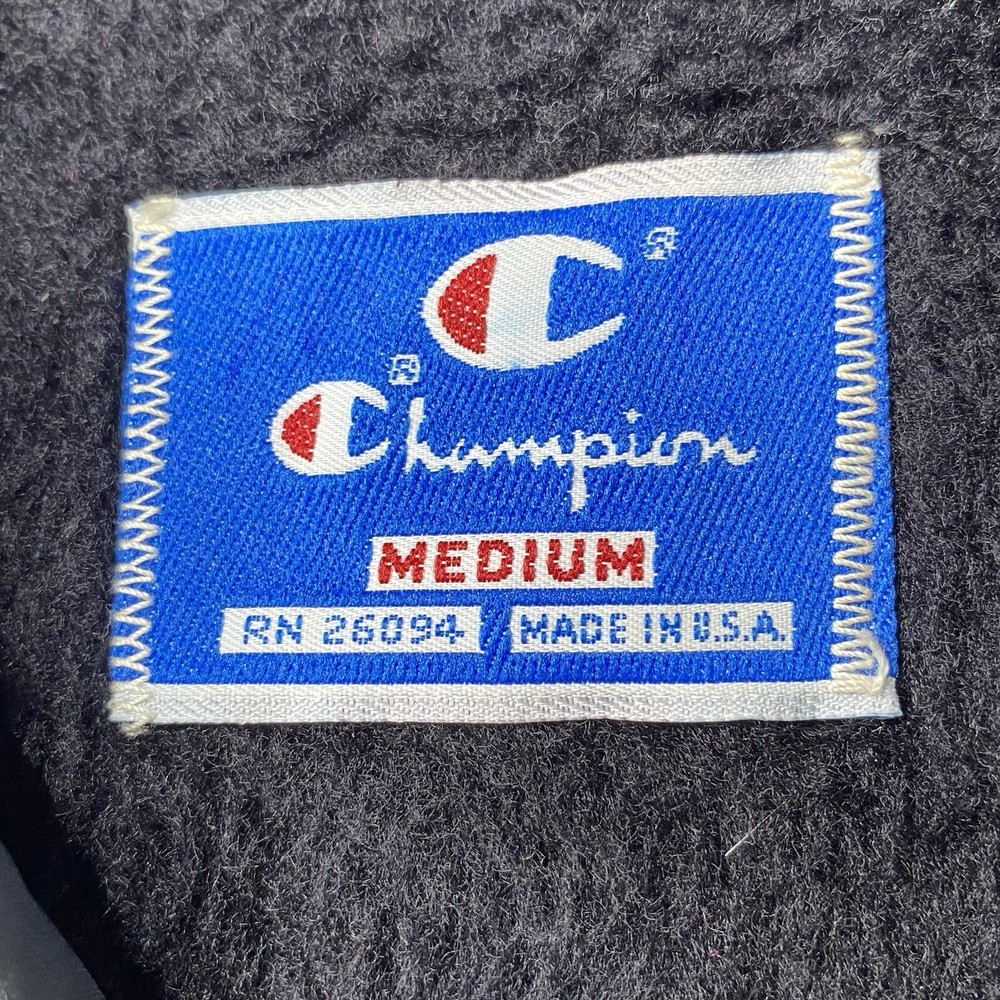 C ®
Champion ®
MEDIUM
RN 26094 MADE IN U.S.A.